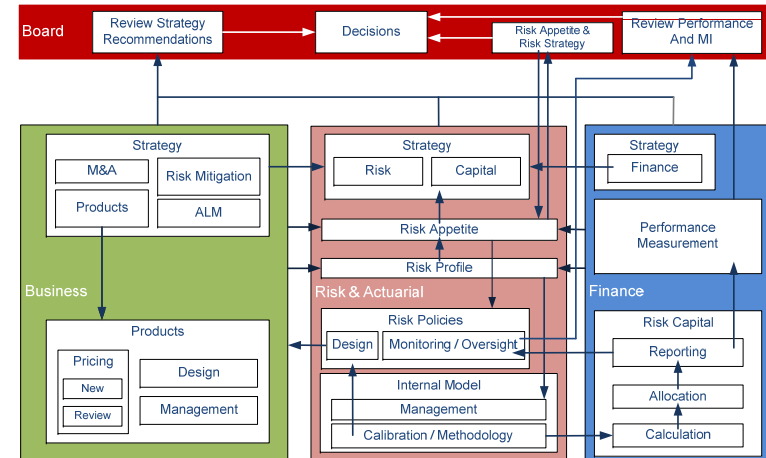 Board
Review Strategy
Recommendations
Decisions
Risk Appetite &
Risk Strategy
Review Performance
And MI
Strategy
M&A
Risk Mitigation
Products
ALM
Business
Products
Pricing
New
Review
Design
Management
Strategy
Risk
Capital
Risk Appetite
Risk Profile
Risk & Actuarial
Risk Policies
Design
Monitoring / Oversight
Internal Model
Management
Calibration / Methodology
Strategy
Finance
Performance
Measurement
Finance
Risk Capital
Reporting
Allocation
Calculation